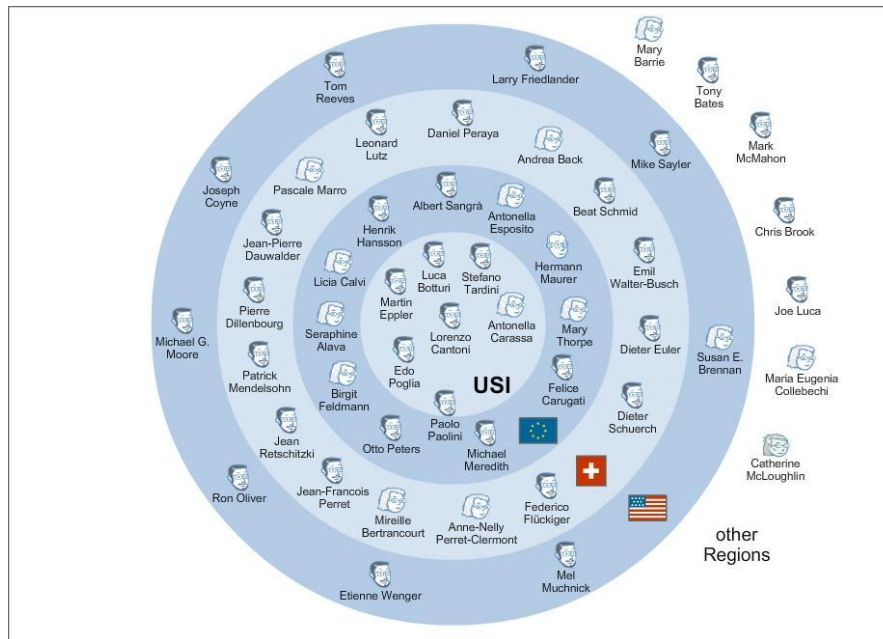 Mary
Barrie
Larry Friedlander
Tom
Reeves
Tony
Bates
Daniel Peraya
Leonard
Lutz
Mark
McMahon
Andrea Back
Mike Sayler
Joseph
Coyne
Pascale Marro
Albert Sangrà
Antonella
Esposito
Beat Schmid
Henrik
Hansson
Chris Brook
Jean-Pierre
Dauwalder
Hermann
Maurer
Licia Calvi
Luca
Botturi
Stefano
Tardini
Emil
Walter-Busch
Martin
Eppler
Joe Luca
Pierre
Dillenbourg
Michael G.
Moore
Seraphine
Alava
Lorenzo
Cantoni
Antonella
Carassa
Mary
Thorpe
Dieter Euler
Susan E.
Brennan
Patrick
Mendelsohn
Edo
Poglia
USI
Maria Eugenia
Collebechi
Birgit
Feldmann
Felice
Carugati
Paolo
Paolini
Dieter
Schuerch
Jean
Retschitzki
Otto Peters
Michael
Meredith
Catherine
McLoughlin
Ron Oliver
Jean-Francois
Perret
Mireille
Bertrancourt
Anne-Nelly
Perret-Clermont
Federico
Flückiger
other
Regions
Etienne Wenger
Mel
Muchnick